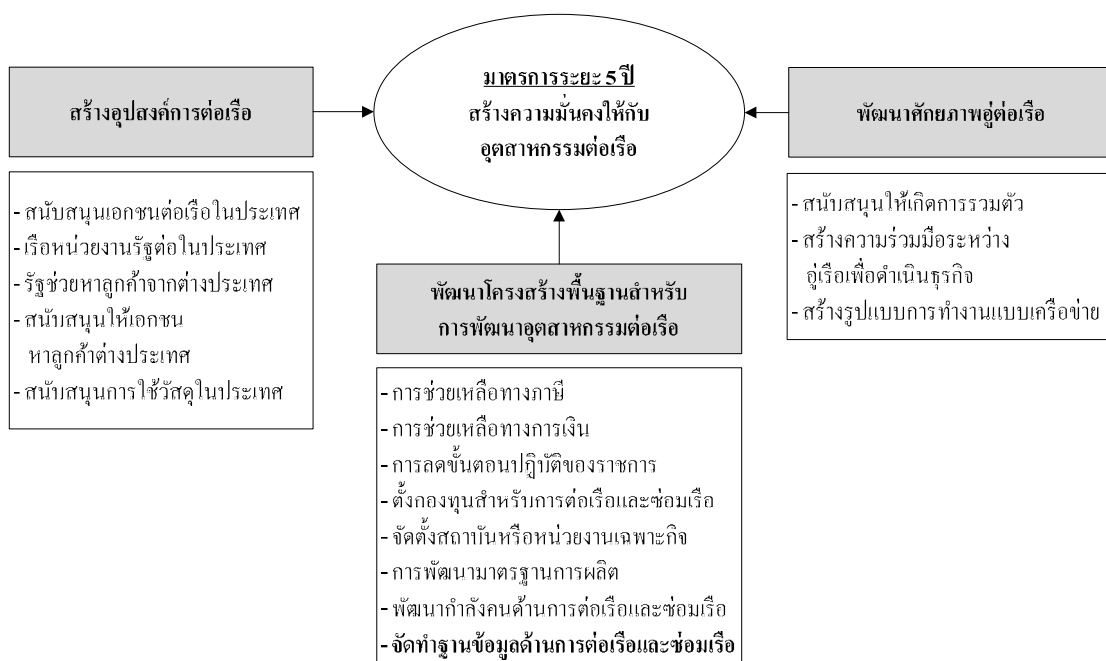 มาตรการระยะ 5 ปี
สร้างความมั่นคงให้กับ
อุตสาหกรรมต่อเรือ
สร้างอุปสงค์การต่อเรือ
- สนับสนุนเอกชนต่อเรือในประเทศ
- เรือหน่วยงานรัฐต่อในประเทศ
- รัฐช่วยหาลูกค้าจากต่างประเทศ
- สนับสนุนให้เอกชน
หาลูกค้าต่างประเทศ
- สนับสนุนการใช้วัสดุในประเทศ
พัฒนาโครงสร้างพื้นฐานสำหรับ
การพัฒนาอุตสาหกรรมต่อเรือ
- การช่วยเหลือทางภาษี
- การช่วยเหลือทางการเงิน
- การลดขั้นตอนปฏิบัติของราชการ
- ตั้งกองทุนสำหรับการต่อเรือและซ่อมเรือ
- จัดตั้งสถาบันหรือหน่วยงานเฉพาะกิจ
- การพัฒนามาตรฐานการผลิต
- พัฒนากำลังคนด้านการต่อเรือและซ่อมเรือ
- จัดทำฐานข้อมูลด้านการต่อเรือและซ่อมเรือ
พัฒนาศักยภาพอู่ต่อเรือ
- สนับสนุนให้เกิดการรวมตัว
- สร้างความร่วมมือระหว่าง
อู่เรือเพื่อดำเนินธุรกิจ
- สร้างรูปแบบการทำงานแบบเครือข่าย